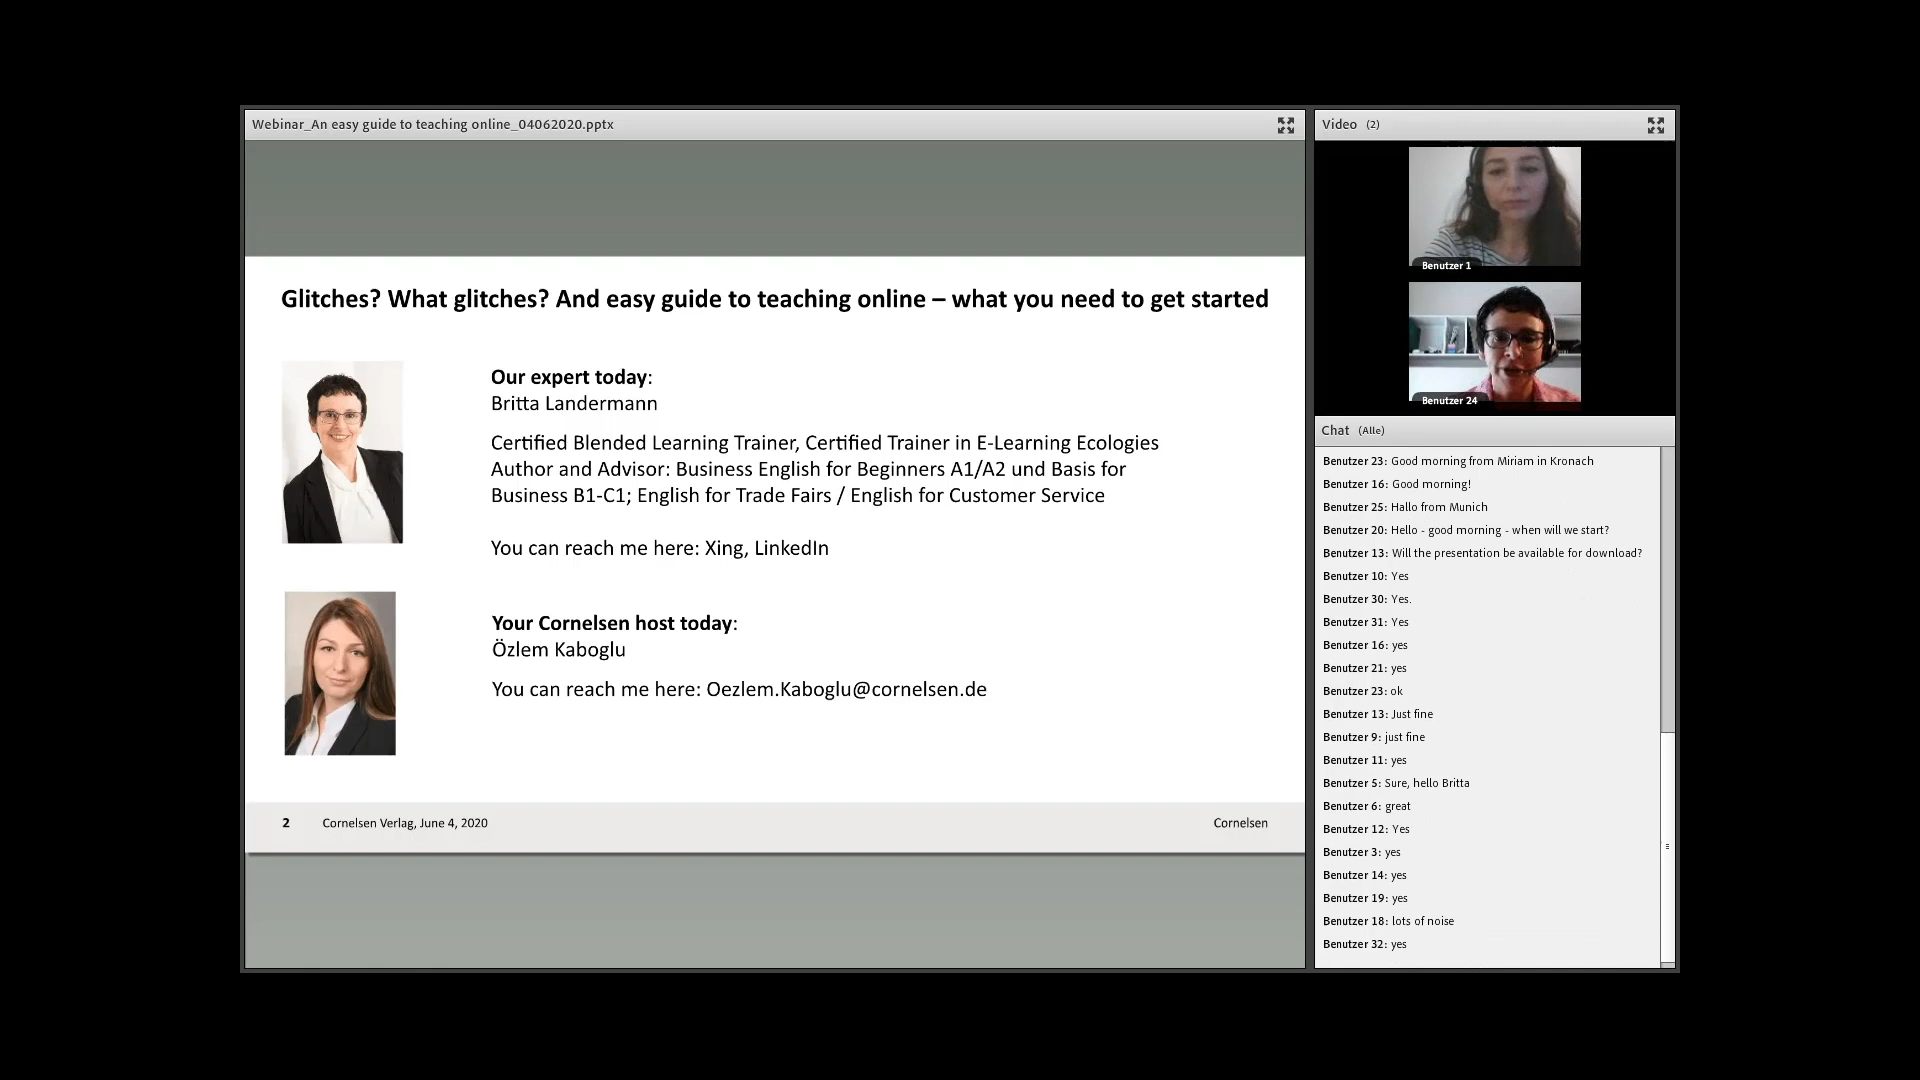 Webinar_An easy guide to teaching online_04062020.pptx
Glitches? What glitches? And easy guide to teaching online – what you need to get started
Our expert today:
Britta Landermann
Certified Blended Learning Trainer, Certified Trainer in E-Learning Ecologies
Author and Advisor: Business English for Beginners A1/A2 und Basis for
Business B1-C1; English for Trade Fairs / English for Customer Service
You can reach me here: Xing, LinkedIn
Your Cornelsen host today:
Özlem Kaboglu
You can reach me here: Oezlem.Kaboglu@cornelsen.de
2 Cornelsen Verlag, June 4, 2020 Cornelsen
Video (2)
Benutzer 1
Benutzer 24
Chat (Alle)
Benutzer 23: Good morning from Miriam in Kronach
Benutzer 16: Good morning!
Benutzer 25: Hallo from Munich
Benutzer 20: Hello - good morning - when will we start?
Benutzer 13: Will the presentation be available for download?
Benutzer 10: Yes
Benutzer 30: Yes.
Benutzer 31: Yes
Benutzer 16: yes
Benutzer 21: yes
Benutzer 23: ok
Benutzer 13: Just fine
Benutzer 9: just fine
Benutzer 11: yes
Benutzer 5: Sure, hello Britta
Benutzer 6: great
Benutzer 12: Yes
Benutzer 3: yes
Benutzer 14: yes
Benutzer 19: yes
Benutzer 18: lots of noise
Benutzer 32: yes